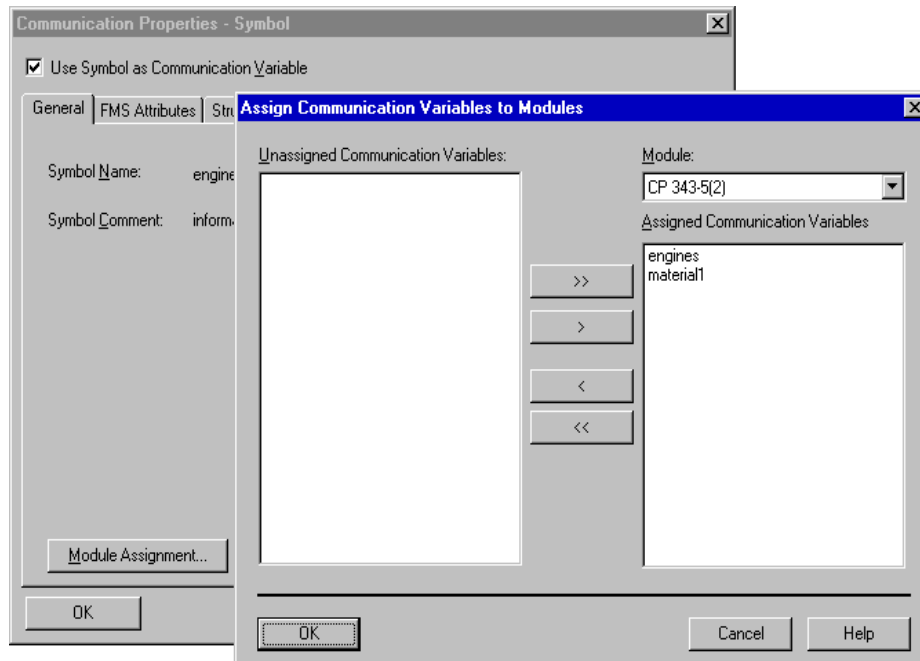 Communication Properties - Symbol
Use Symbol as Communication Variable
General
FMS Attributes
Assign Communication Variables to Modules
Symbol Name:
Symbol Comment:
Unassigned Communication Variables:
Module:
CP 343-5(2)
Assigned Communication Variables
engines
material1
>>
>
<
<<
Module Assignment...
OK
OK
Cancel
Help